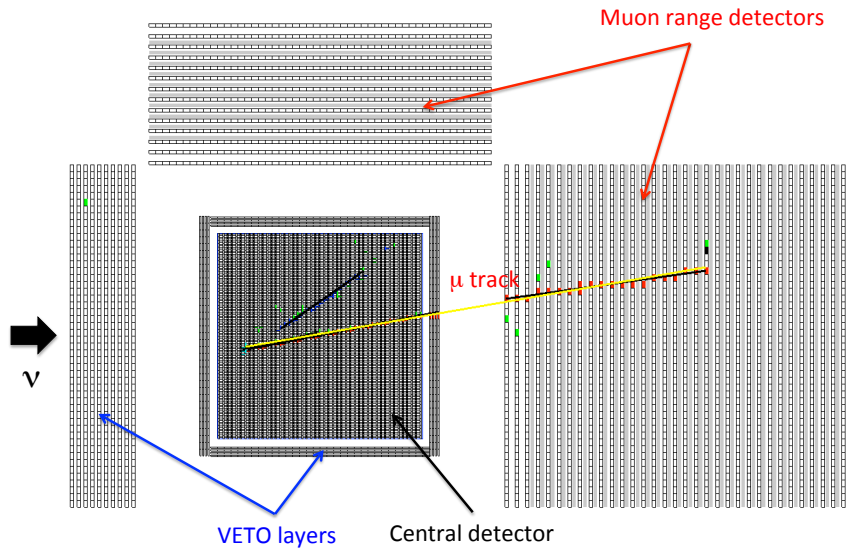 Muon range detectors
μ track
ν
VETO layers
Central detector